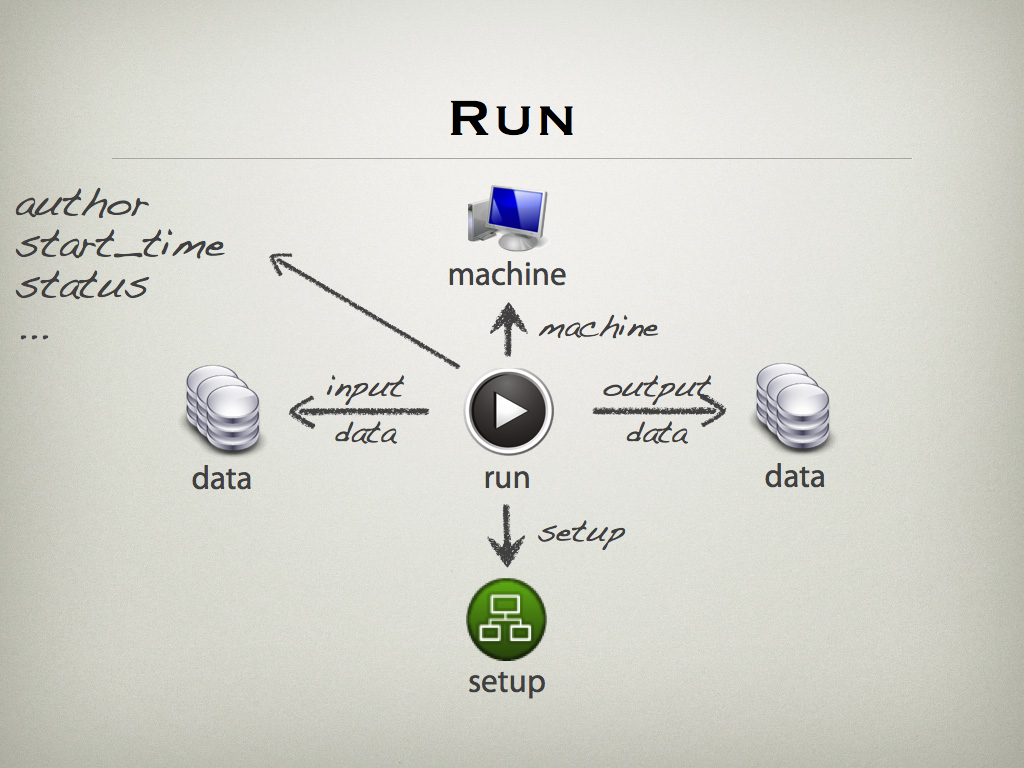 RUN
author
start_time
status
...
machine
machine
input
data
output
data
data
run
data
setup
setup